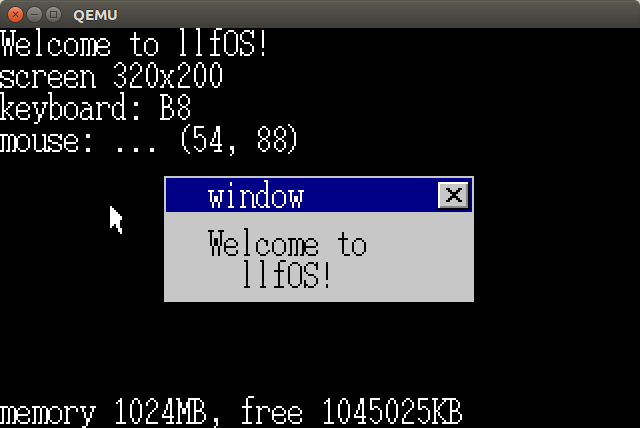 QEMU
Welcome to llfOS!
screen 320x200
keyboard: B8
mouse: ... (54, 88)
window
Welcome to
llfOS!
memory 1024MB, free 1045025KB